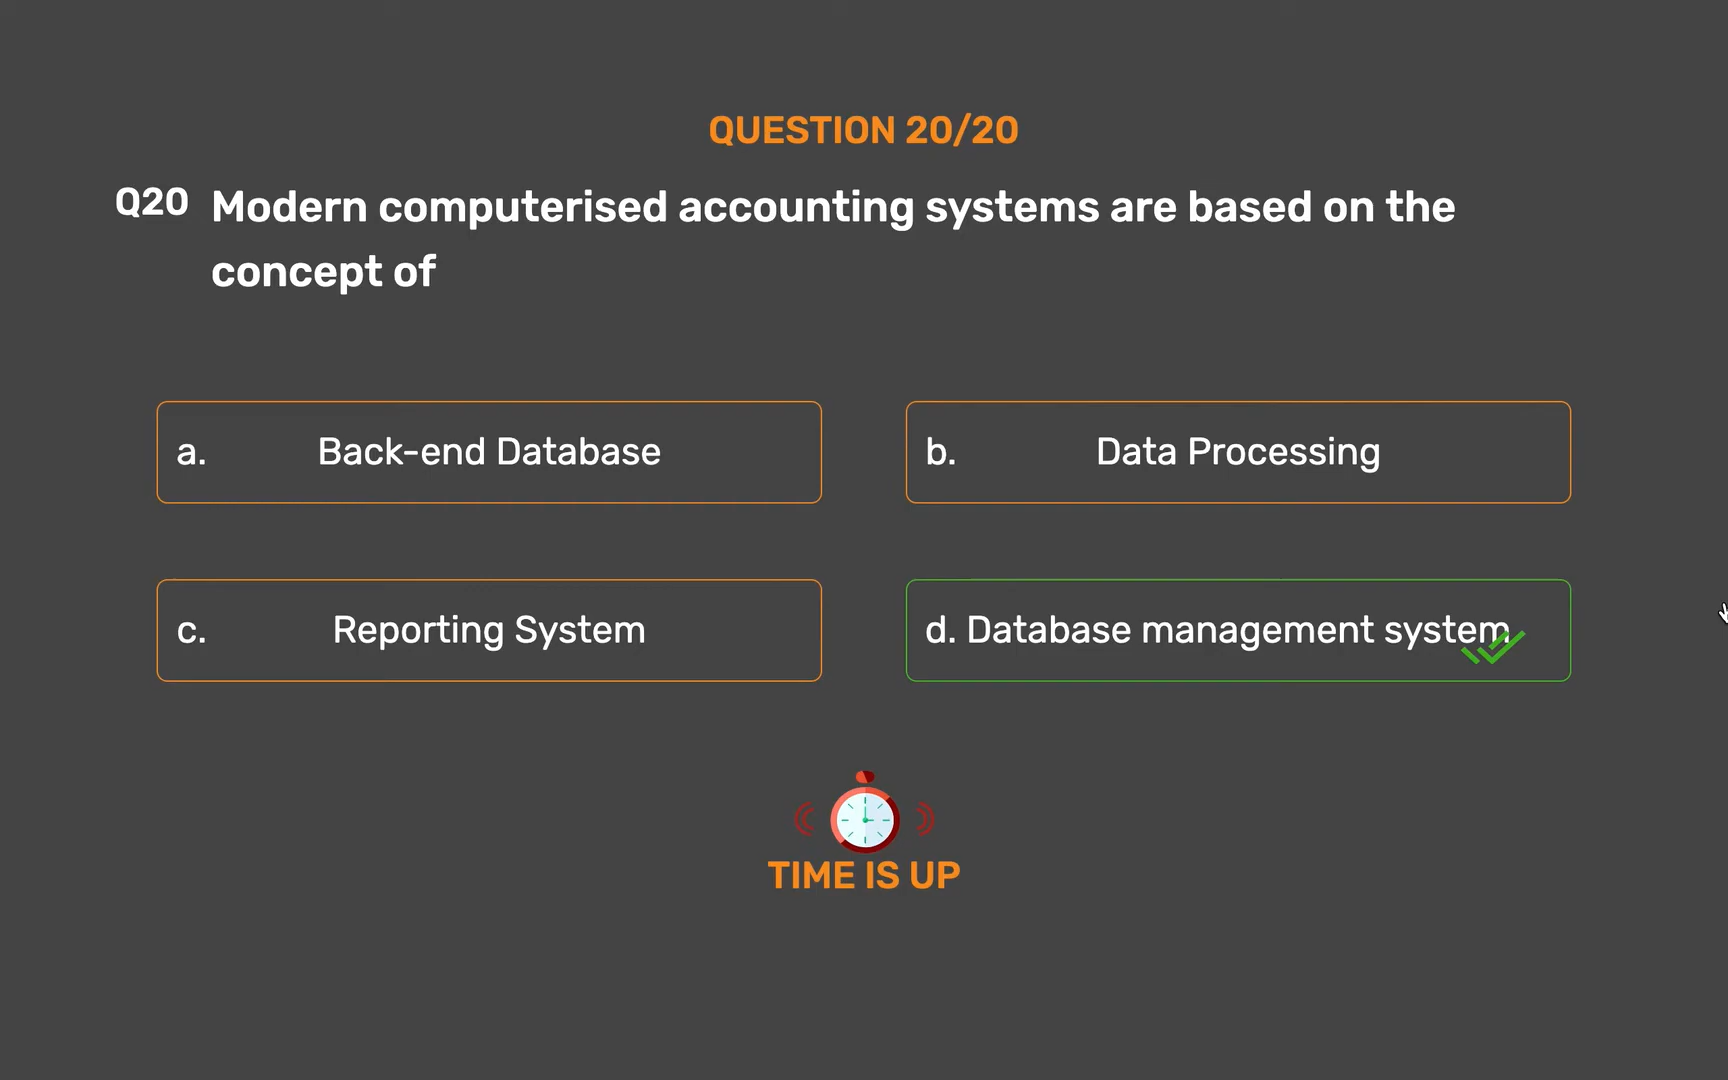 QUESTION 20/20
Q20 Modern computerised accounting systems are based on the
concept of
a. Back-end Database
b. Data Processing
c. Reporting System
d. Database management system
TIME IS UP